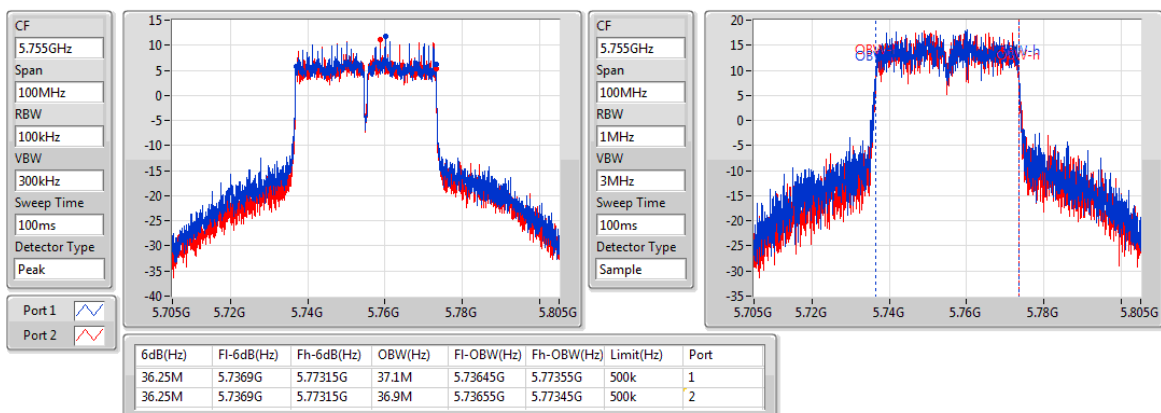 CF
5.755GHz
Span
100MHz
RBW
100kHz
VBW
300kHz
Sweep Time
100ms
Detector Type
Peak
Port 1
Port 2
15
10
5
0
-5
-10
-15
-20
-25
-30
-35
-40
5.705G 5.72G 5.74G 5.76G 5.78G 5.805G
CF
5.755GHz
Span
100MHz
RBW
1MHz
VBW
3MHz
Sweep Time
100ms
Detector Type
Sample
20
15
10
5
0
-5
-10
-15
-20
-25
-30
-35
5.705G 5.72G 5.74G 5.76G 5.78G 5.805G
6dB(Hz) Fl-6dB(Hz) Fh-6dB(Hz) OBW(Hz) Fl-OBW(Hz) Fh-OBW(Hz) Limit(Hz) Port
36.25M 5.7369G 5.77315G 37.1M 5.73645G 5.77355G 500k 1
36.25M 5.7369G 5.77315G 36.9M 5.73655G 5.77345G 500k 2